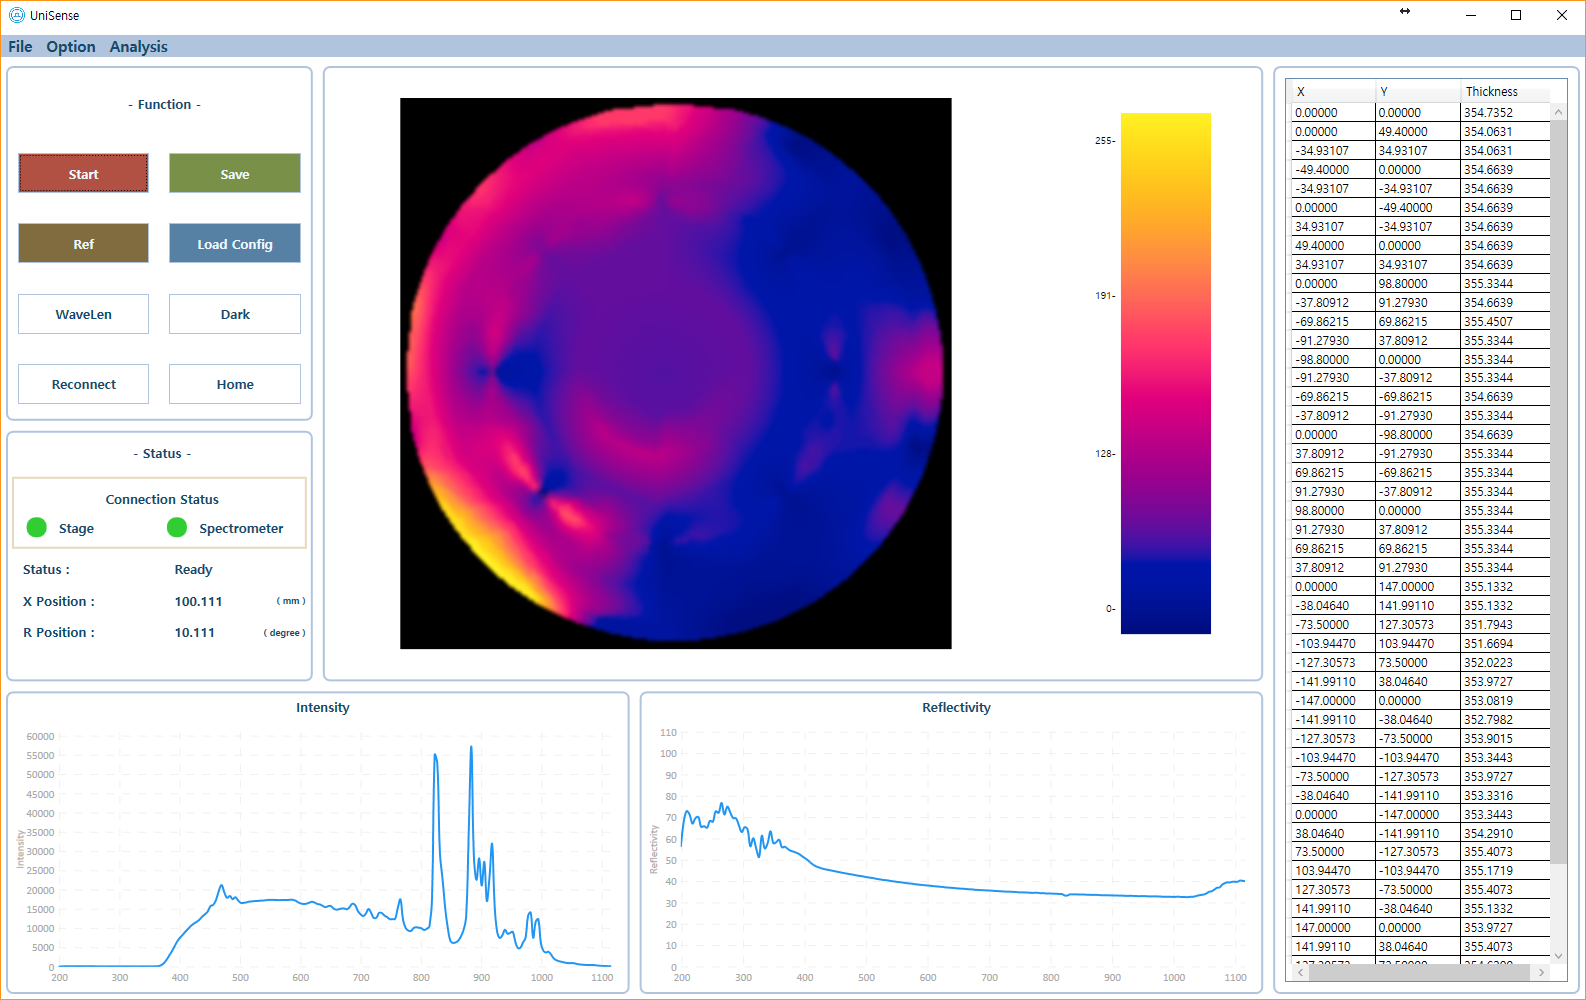 UniSense
File Option Analysis
- Function -
Start Save
Ref Load Config
WaveLen Dark
Reconnect Home
- Status -
Connection Status
Stage Spectrometer
Status : Ready
X Position : 100.111 ( mm )
R Position : 10.111 ( degree )
255-
191-
128-
0-
X Y Thickness
0.00000 0.00000 354.7352
0.00000 49.40000 354.0631
-34.93107 34.93107 354.0631
-49.40000 0.00000 354.6639
-34.93107 -34.93107 354.6639
0.00000 -49.40000 354.6639
34.93107 -34.93107 354.6639
49.40000 0.00000 354.6639
34.93107 34.93107 354.6639
0.00000 98.80000 355.3344
-37.80912 91.27930 354.6639
-69.86215 69.86215 355.4507
-91.27930 37.80912 355.3344
-98.80000 0.00000 355.3344
-91.27930 -37.80912 355.3344
-69.86215 -69.86215 354.6639
-37.80912 -91.27930 355.3344
0.00000 -98.80000 354.6639
37.80912 -91.27930 355.3344
69.86215 -69.86215 355.3344
91.27930 -37.80912 355.3344
98.80000 0.00000 355.3344
91.27930 37.80912 355.3344
69.86215 69.86215 355.3344
37.80912 91.27930 355.3344
0.00000 147.00000 355.1332
-38.04640 141.99110 355.1332
-73.50000 127.30573 351.7943
-103.94470 103.94470 351.6694
-127.30573 73.50000 352.0223
-141.99110 38.04640 353.9727
-147.00000 0.00000 353.0819
-141.99110 -38.04640 352.7982
-127.30573 -73.50000 353.9015
-103.94470 -103.94470 353.3443
-73.50000 -127.30573 353.9727
-38.04640 -141.99110 353.3316
0.00000 -147.00000 353.3443
38.04640 -141.99110 354.2910
73.50000 -127.30573 355.4073
103.94470 -103.94470 355.1719
127.30573 -73.50000 355.4073
141.99110 -38.04640 355.1332
147.00000 0.00000 353.9727
141.99110 38.04640 355.4073
Intensity
60000
55000
50000
45000
40000
35000
30000
25000
20000
15000
10000
5000
0
Intensity
200 300 400 500 600 700 800 900 1000 1100
Reflectivity
110
100
90
80
70
60
50
40
30
20
10
0
Reflectivity
200 300 400 500 600 700 800 900 1000 1100